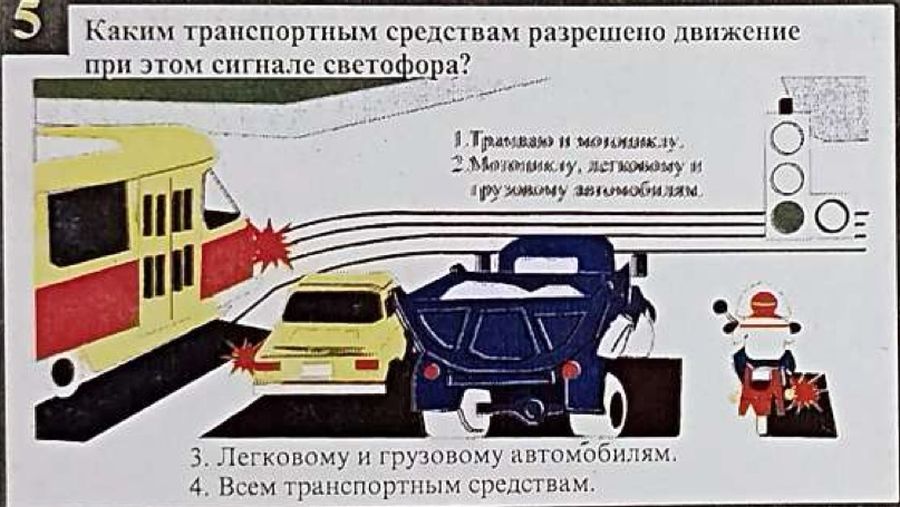 5
Каким транспортным средствам разрешено движение
при этом сигнале светофора?
1.Трамваю и мотоциклу.
2.Мотоциклу, легковому и
грузовому автомобилям.
3. Легковому и грузовому автомобилям.
4. Всем транспортным средствам.